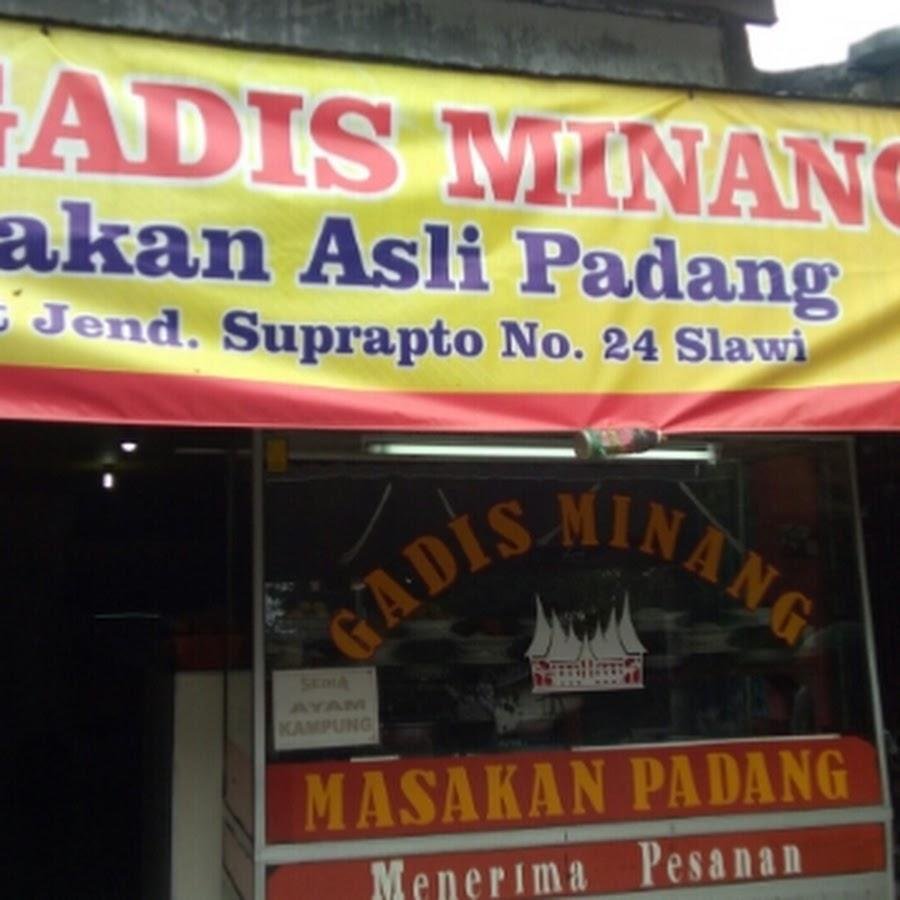 GADIS MINANG
akan Asli Padang
t Jend. Suprapto No. 24 Slawi
GADIS MINANG
SEDIA
AYAM
KAMPUNG
MASAKAN PADANG
Menerima Pesanan